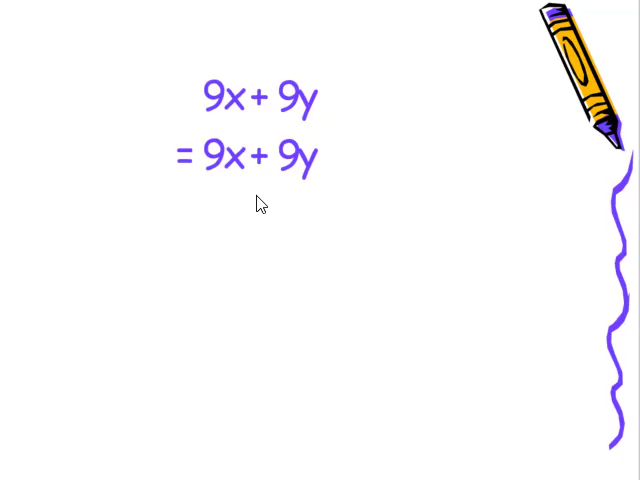 9x + 9y
= 9x + 9y